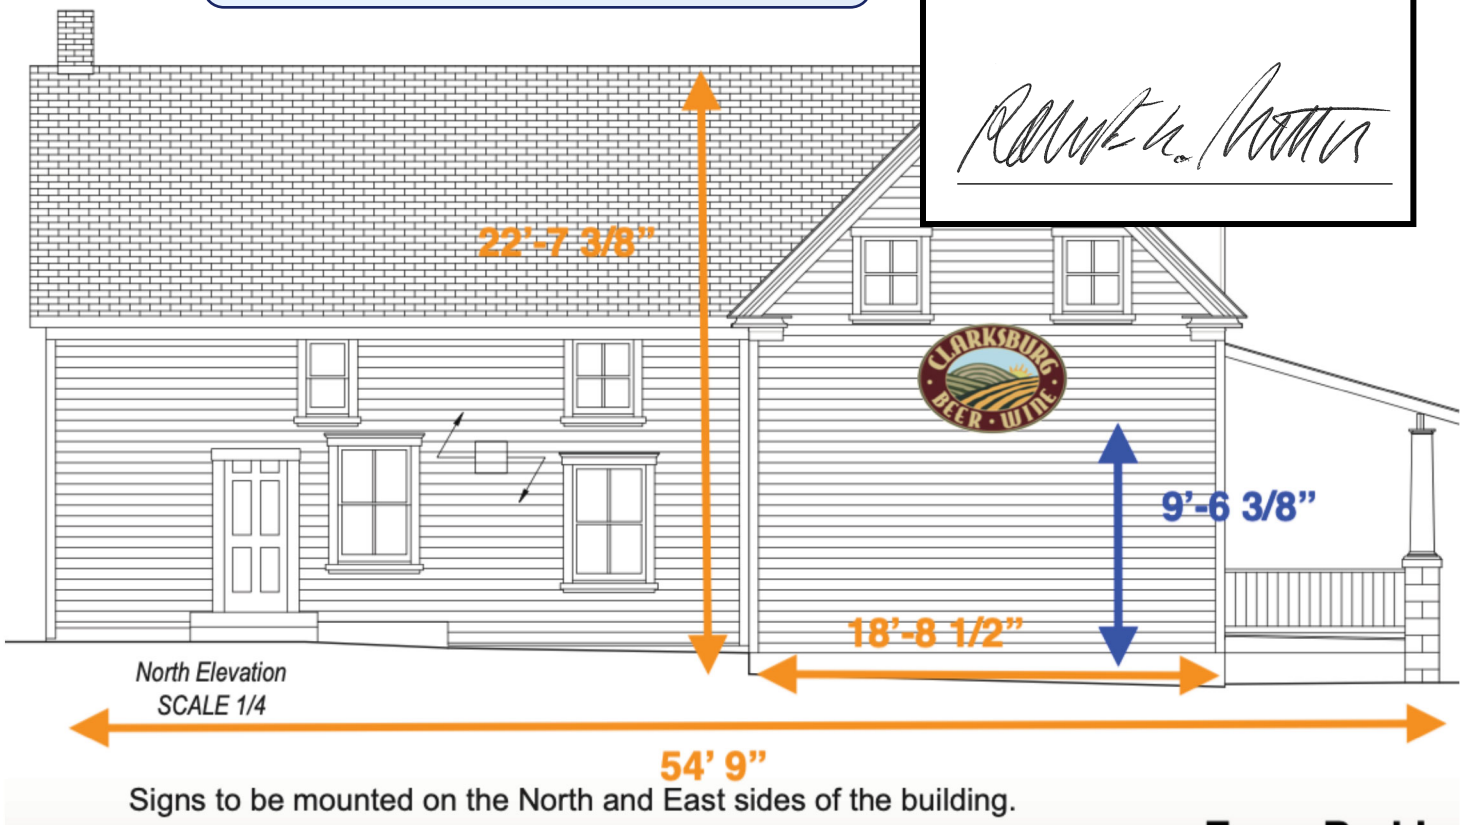 22'-7 3/8”
CLARKSBURG
BEER · WINE
9’-6 3/8”
18’-8 1/2”
North Elevation
SCALE 1/4
54’ 9”
Signs to be mounted on the North and East sides of the building.